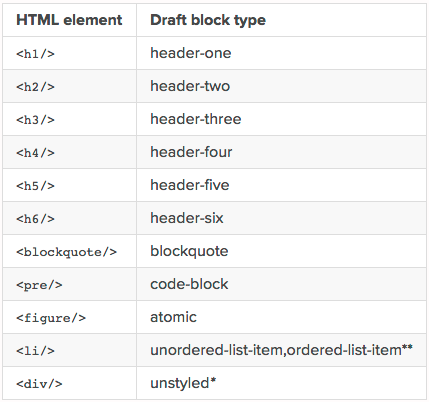 HTML element Draft block type
<h1/> header-one
<h2/> header-two
<h3/> header-three
<h4/> header-four
<h5/> header-five
<h6/> header-six
<blockquote/> blockquote
<pre/> code-block
<figure/> atomic
<li/> unordered-list-item,ordered-list-item**
<div/> unstyled*